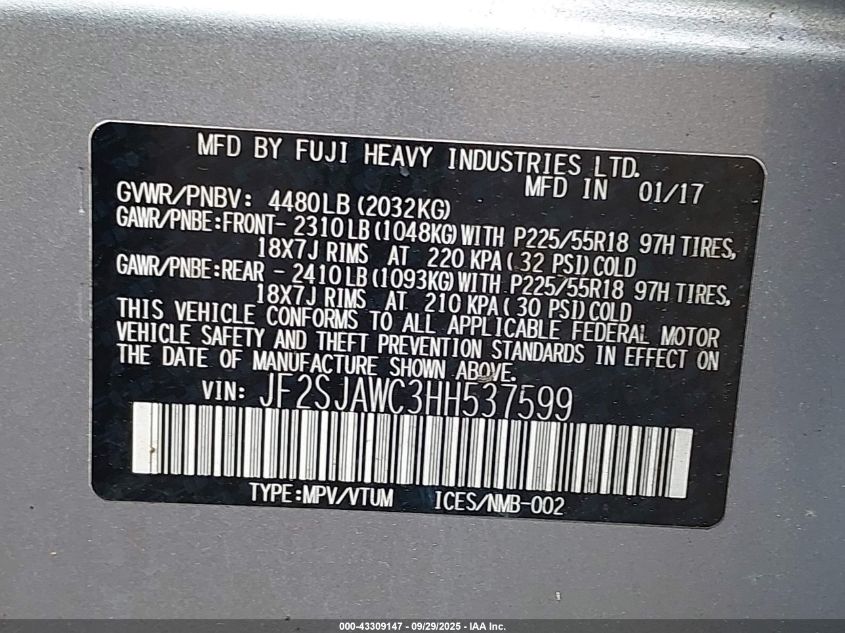 MFD BY FUJI HEAVY INDUSTRIES LTD.
MFD IN 01/17
GVWR/PNBV: 4480LB (2032KG)
GAWR/PNBE:FRONT- 2310LB (1048KG) WITH P225/55R18 97H TIRES,
18X7J RIMS AT 220 KPA ( 32 PSI) COLD
GAWR/PNBE:REAR - 2410LB (1093KG) WITH P225/55R18 97H TIRES,
18X7J RIMS AT 210 KPA ( 30 PSI) COLD
THIS VEHICLE CONFORMS TO ALL APPLICABLE FEDERAL MOTOR
VEHICLE SAFETY AND THEFT PREVENTION STANDARDS IN EFFECT ON
THE DATE OF MANUFACTURE SHOWN ABOVE.
VIN: JF2SJAWC3HH537599
TYPE:MPV/VTUM ICES/NMB-002
000-43309147 - 09/29/2025 - IAA Inc.